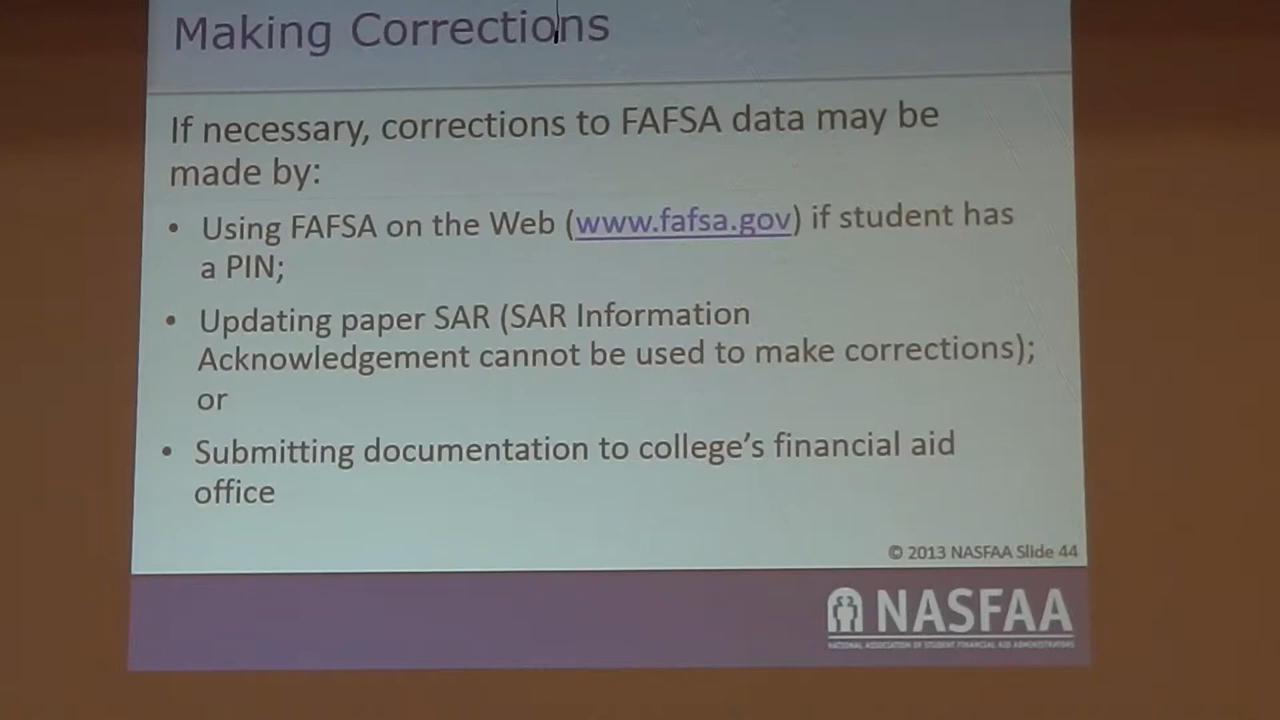 Making Corrections
If necessary, corrections to FAFSA data may be
made by:
• Using FAFSA on the Web (www.fafsa.gov) if student has
a PIN;
• Updating paper SAR (SAR Information
Acknowledgement cannot be used to make corrections);
or
• Submitting documentation to college's financial aid
office
© 2013 NASFAA Slide 44
NASFAA
NATIONAL ASSOCIATION OF STUDENT FINANCIAL AID ADMINISTRATORS